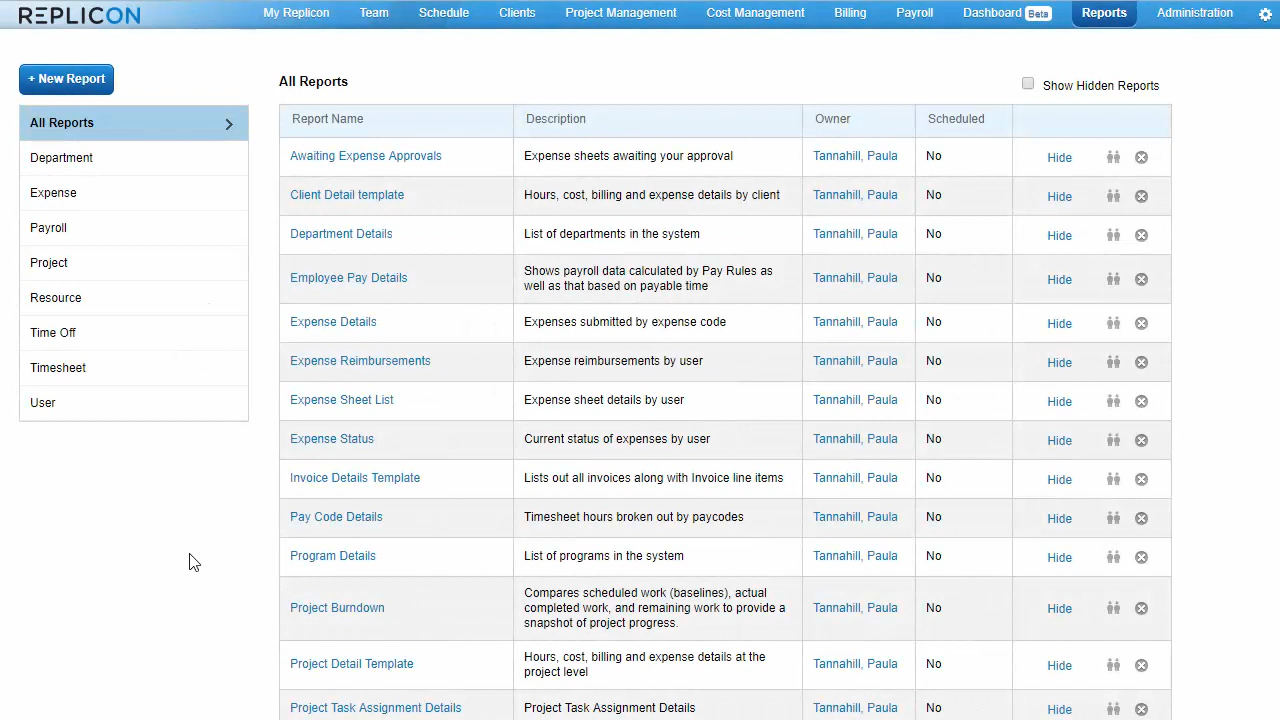 REPLICON My Replicon Team Schedule Clients Project Management Cost Management Billing Payroll Dashboard Beta Reports Administration
+ New Report
All Reports
Department
Expense
Payroll
Project
Resource
Time Off
Timesheet
User
All Reports
Show Hidden Reports
Report Name Description Owner Scheduled
Awaiting Expense Approvals Expense sheets awaiting your approval Tannahill, Paula No Hide
Client Detail template Hours, cost, billing and expense details by client Tannahill, Paula No Hide
Department Details List of departments in the system Tannahill, Paula No Hide
Employee Pay Details Shows payroll data calculated by Pay Rules as
well as that based on payable time Tannahill, Paula No Hide
Expense Details Expenses submitted by expense code Tannahill, Paula No Hide
Expense Reimbursements Expense reimbursements by user Tannahill, Paula No Hide
Expense Sheet List Expense sheet details by user Tannahill, Paula No Hide
Expense Status Current status of expenses by user Tannahill, Paula No Hide
Invoice Details Template Lists out all invoices along with Invoice line items Tannahill, Paula No Hide
Pay Code Details Timesheet hours broken out by paycodes Tannahill, Paula No Hide
Program Details List of programs in the system Tannahill, Paula No Hide
Project Burndown Compares scheduled work (baselines), actual
completed work, and remaining work to provide a
snapshot of project progress. Tannahill, Paula No Hide
Project Detail Template Hours, cost, billing and expense details at the
project level Tannahill, Paula No Hide
Project Task Assignment Details Project Task Assignment Details Tannahill, Paula No Hide